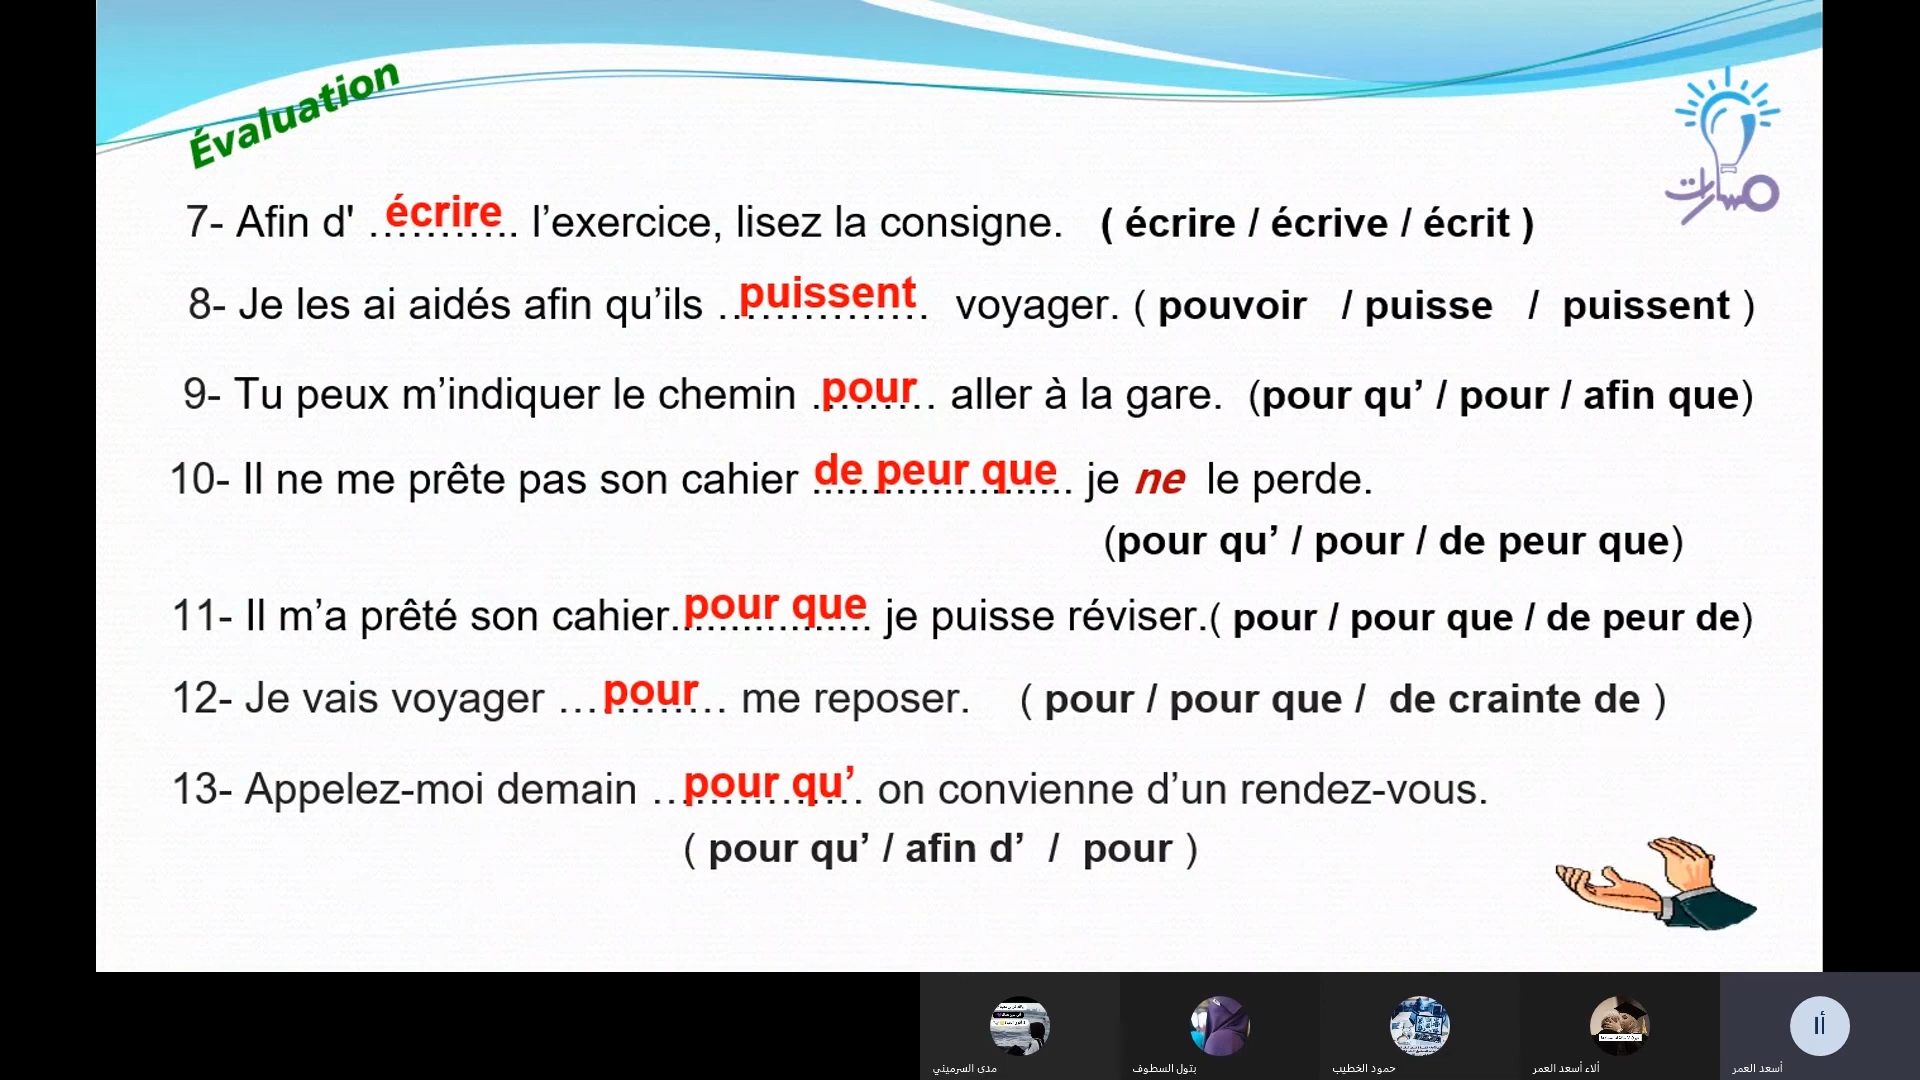 Évaluation
مسارات
7- Afin d' .écrire.. l’exercice, lisez la consigne. ( écrire / écrive / écrit )
8- Je les ai aidés afin qu’ils ..puissent. voyager. ( pouvoir / puisse / puissent )
9- Tu peux m’indiquer le chemin .pour. aller à la gare. (pour qu’ / pour / afin que)
10- Il ne me prête pas son cahier de peur que. je ne le perde.
(pour qu’ / pour / de peur que)
11- Il m’a prêté son cahier.pour que je puisse réviser.( pour / pour que / de peur de)
12- Je vais voyager …pour… me reposer. ( pour / pour que / de crainte de )
13- Appelez-moi demain …pour qu’. on convienne d’un rendez-vous.
( pour qu’ / afin d’ / pour )
أا
مدى السرميني
بتول السطوف
حمود الخطيب
ألاء أسعد العمر
أسعد العمر